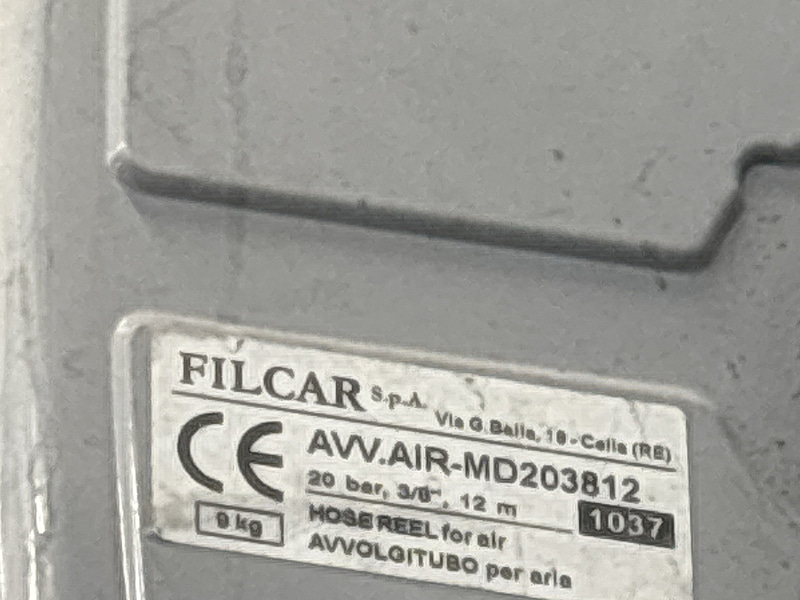 FILCAR S.p.A.
Via G.Balla, 10 - Cella (RE)
CE AVV.AIR-MD203812
20 bar, 3/8", 12 m 1037
9 kg HOSE REEL for air
AVVOLGITUBO per aria